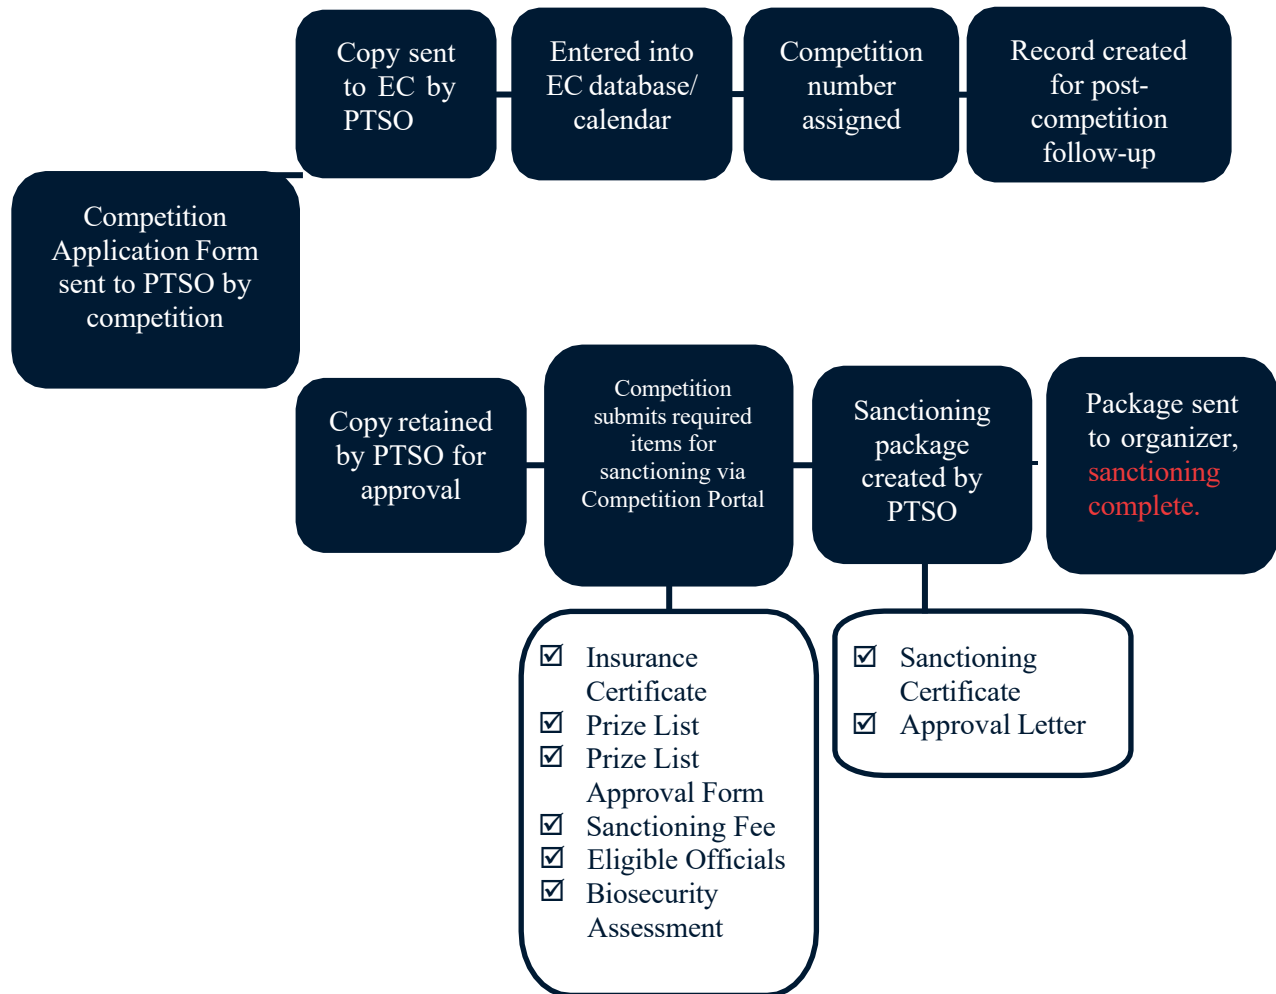 Copy sent
to EC by
PTSO
Entered into
EC database/
calendar
Competition
number
assigned
Record created
for post-
competition
follow-up
Competition
Application Form
sent to PTSO by
competition
Copy retained
by PTSO for
approval
Competition
submits required
items for
sanctioning via
Competition Portal
Sanctioning
package
created by
PTSO
Package sent
to organizer,
sanctioning
complete.
☑ Insurance
Certificate
☑ Prize List
☑ Prize List
Approval Form
☑ Sanctioning Fee
☑ Eligible Officials
☑ Biosecurity
Assessment
☑ Sanctioning
Certificate
☑ Approval Letter